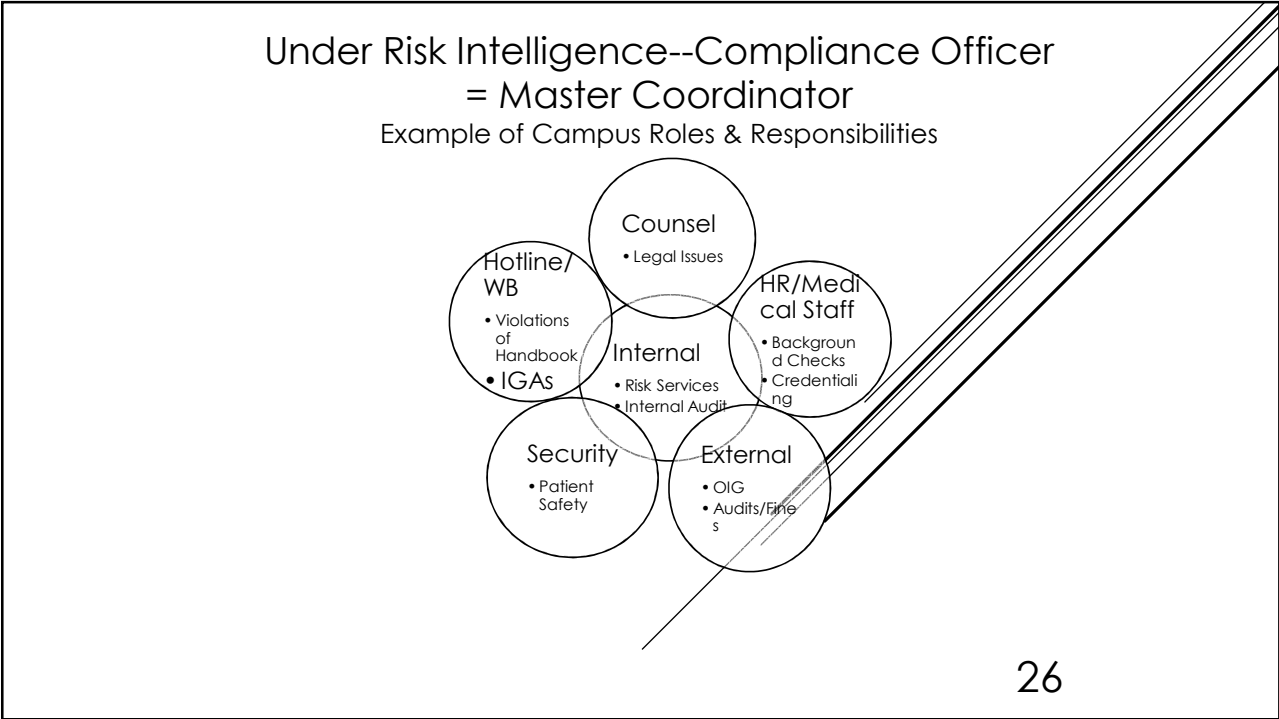 Under Risk Intelligence--Compliance Officer
= Master Coordinator
Example of Campus Roles & Responsibilities
Counsel
• Legal Issues
Hotline/
WB
• Violations
of
Handbook
• IGAs
HR/Medi
cal Staff
• Backgroun
d Checks
• Credentiali
ng
Internal
• Risk Services
• Internal Audit
Security
• Patient
Safety
External
• OIG
• Audits/Fine
s
26